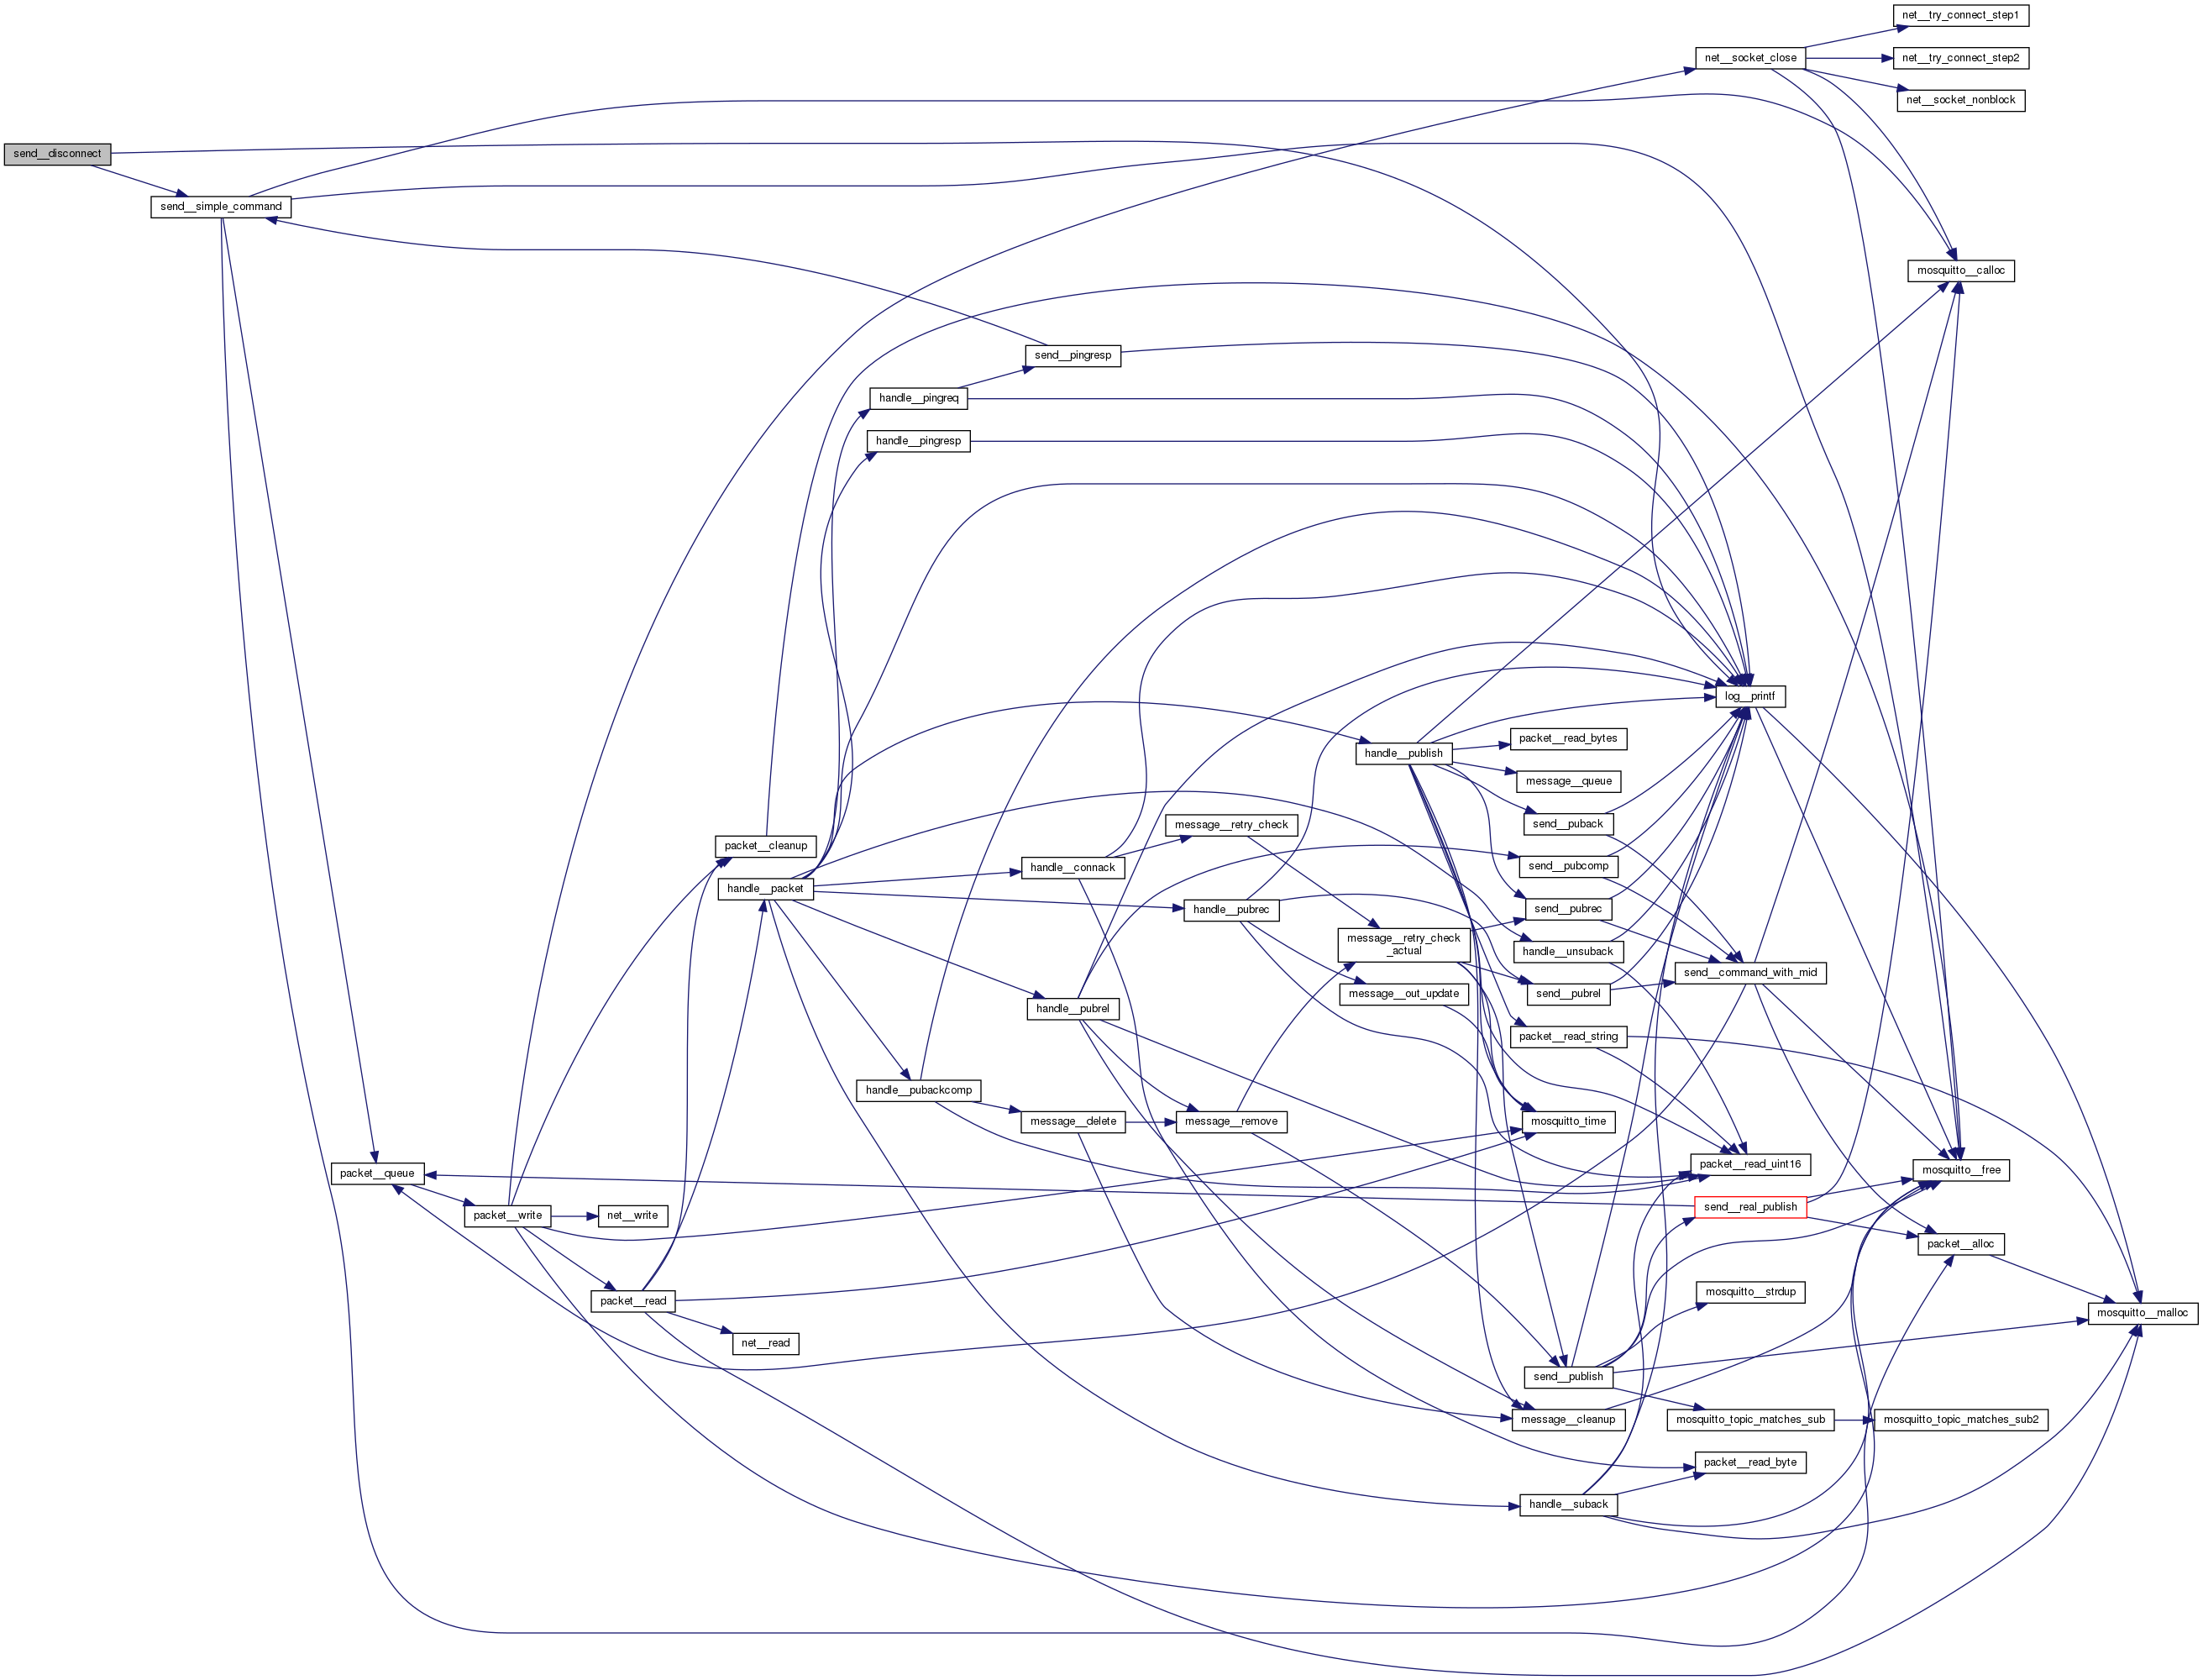 net__try_connect_step1
net__socket_close
net__try_connect_step2
net__socket_nonblock
send__disconnect
send__simple_command
mosquitto__calloc
send__pingresp
handle__pingreq
handle__pingresp
log__printf
packet__read_bytes
handle__publish
message__queue
send__puback
message__retry_check
packet__cleanup
send__pubcomp
handle__connack
handle__packet
handle__pubrec
send__pubrec
message__retry_check
_actual
handle__unsuback
send__command_with_mid
message__out_update
send__pubrel
handle__pubrel
packet__read_string
handle__pubackcomp
message__delete
message__remove
mosquitto_time
packet__read_uint16
packet__queue
mosquitto__free
send__real_publish
packet__write
net__write
packet__alloc
mosquitto__strdup
packet__read
mosquitto__malloc
net__read
send__publish
message__cleanup
mosquitto_topic_matches_sub
mosquitto_topic_matches_sub2
packet__read_byte
handle__suback